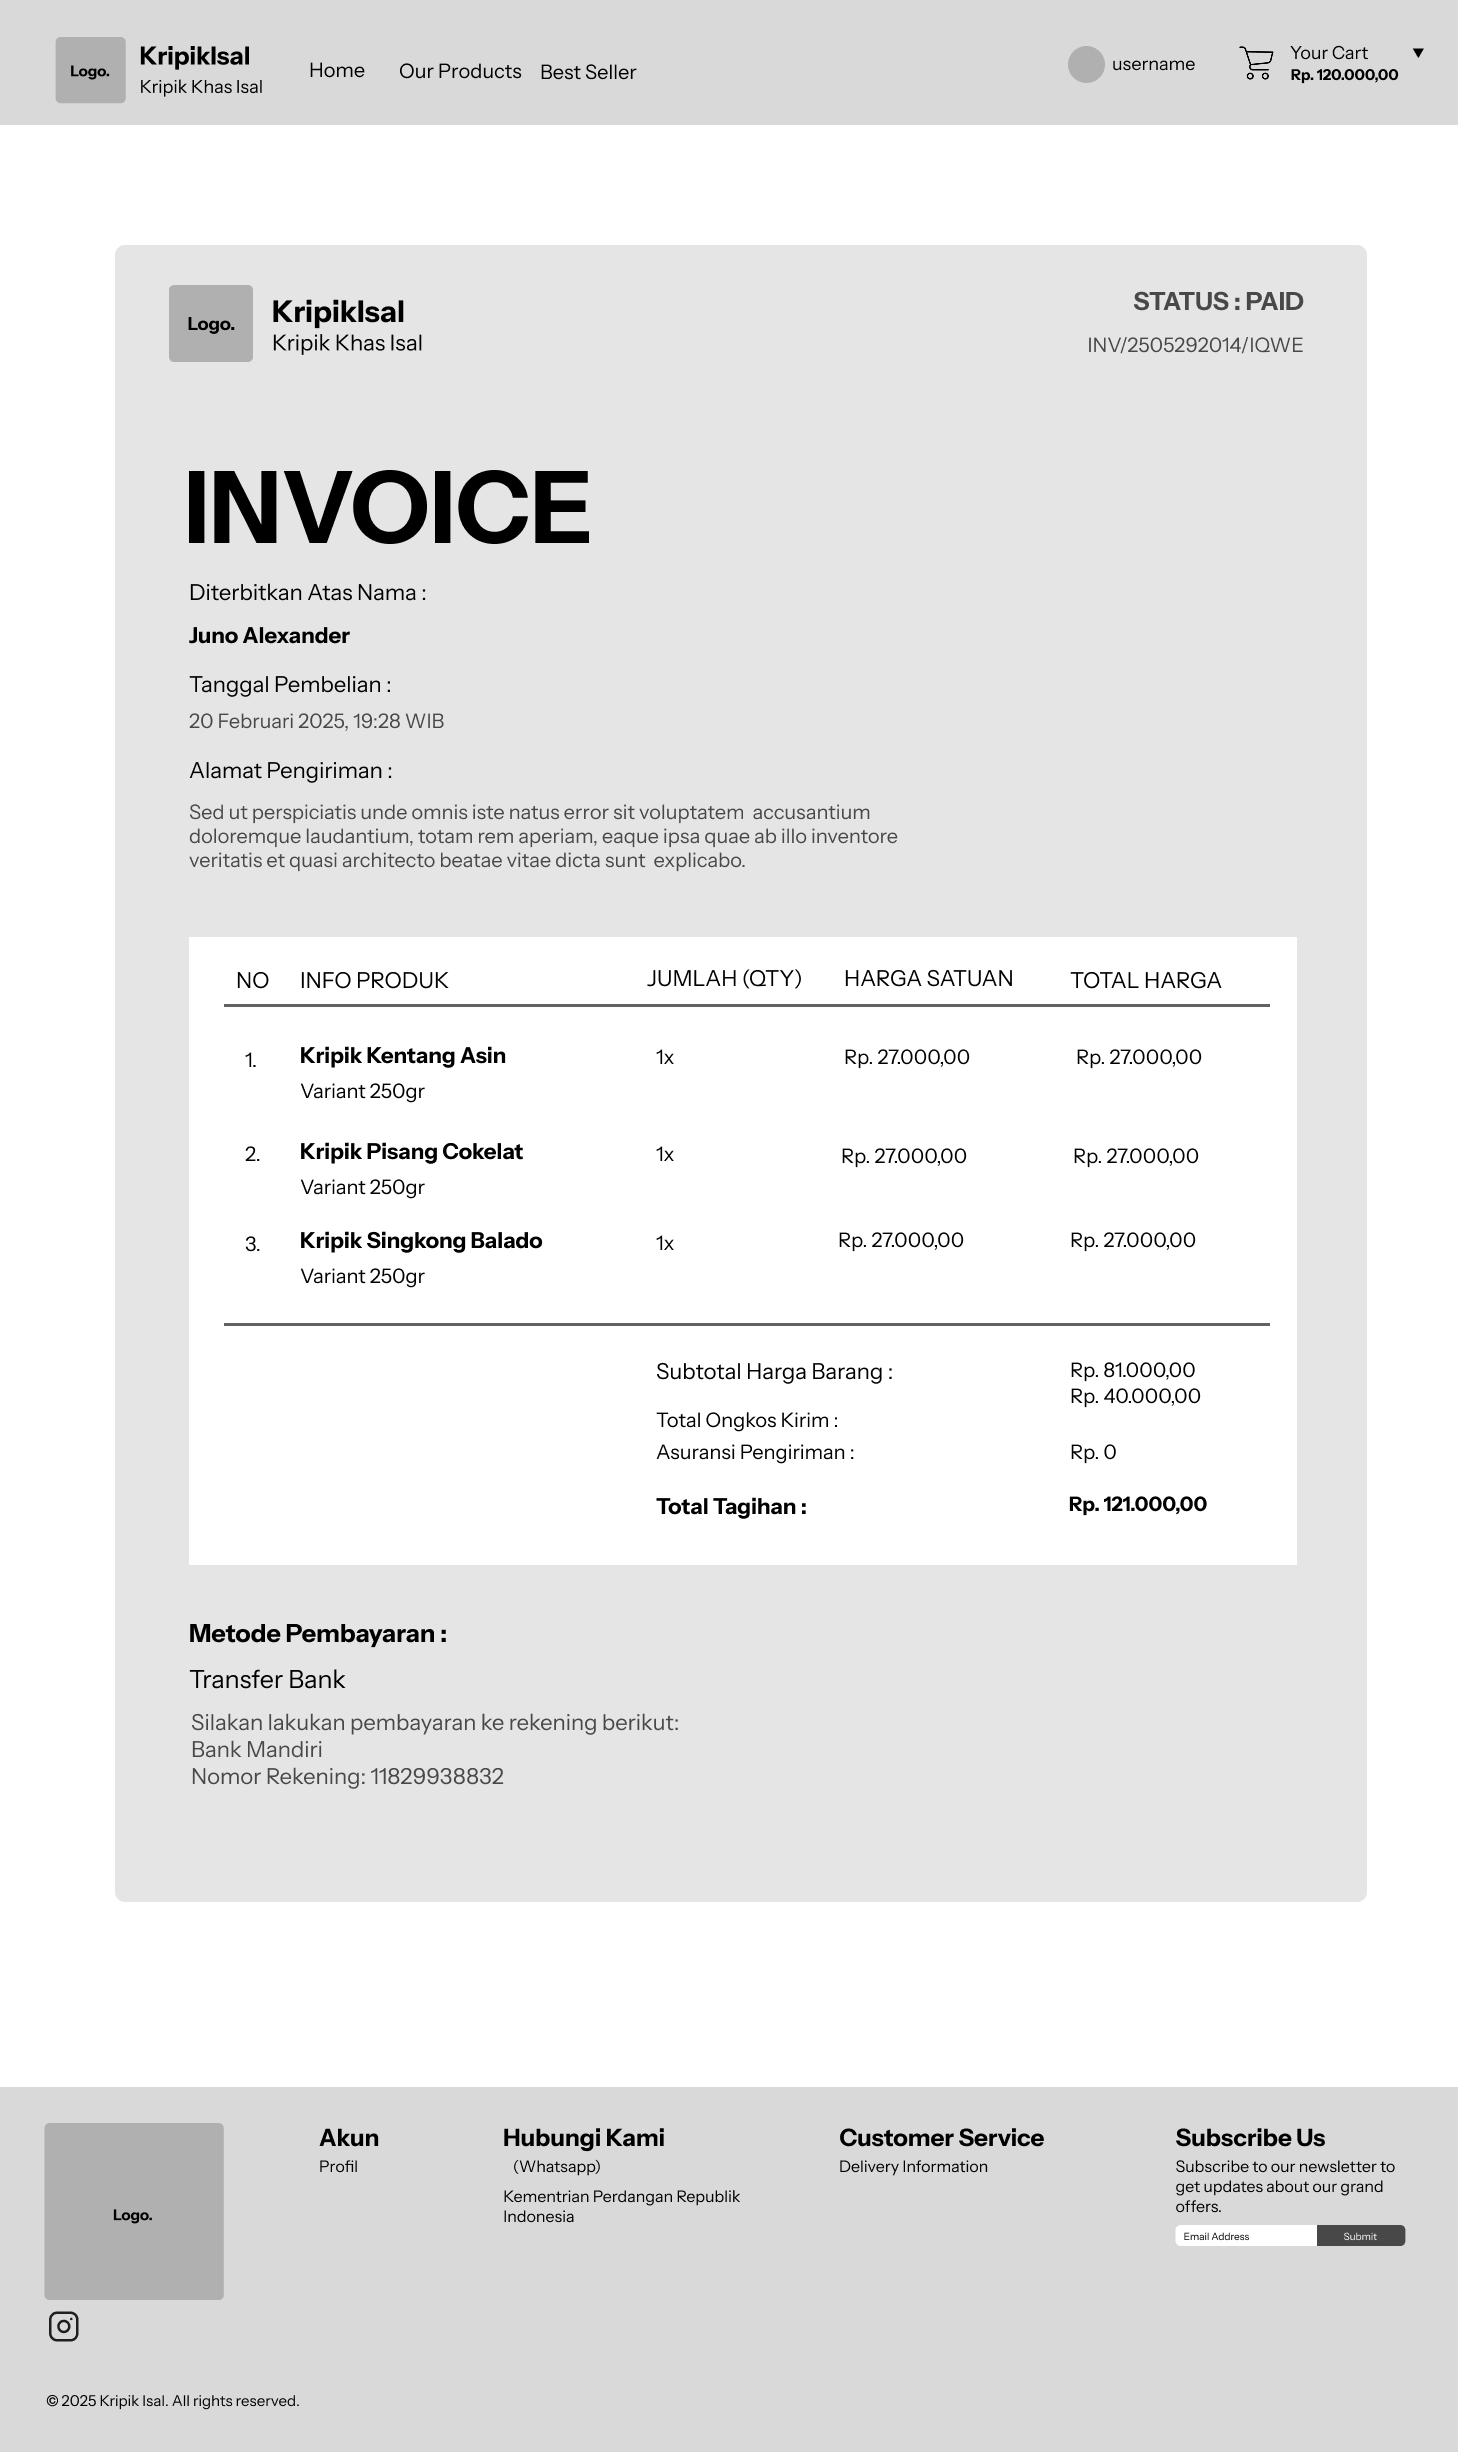 Logo.
KripikIsal
Kripik Khas Isal
Home
Our Products
Best Seller
username
Your Cart
▼
Rp. 120.000,00
Logo.
KripikIsal
Kripik Khas Isal
STATUS : PAID
INV/2505292014/IQWE
INVOICE
Diterbitkan Atas Nama :
Juno Alexander
Tanggal Pembelian :
20 Februari 2025, 19:28 WIB
Alamat Pengiriman :
Sed ut perspiciatis unde omnis iste natus error sit voluptatem  accusantium
doloremque laudantium, totam rem aperiam, eaque ipsa quae ab illo inventore
veritatis et quasi architecto beatae vitae dicta sunt  explicabo.
NO INFO PRODUK JUMLAH (QTY) HARGA SATUAN TOTAL HARGA
1. Kripik Kentang Asin 1x Rp. 27.000,00 Rp. 27.000,00
Variant 250gr
2. Kripik Pisang Cokelat 1x Rp. 27.000,00 Rp. 27.000,00
Variant 250gr
3. Kripik Singkong Balado 1x Rp. 27.000,00 Rp. 27.000,00
Variant 250gr
Subtotal Harga Barang : Rp. 81.000,00
Total Ongkos Kirim : Rp. 40.000,00
Asuransi Pengiriman : Rp. 0
Total Tagihan : Rp. 121.000,00
Metode Pembayaran :
Transfer Bank
Silakan lakukan pembayaran ke rekening berikut:
Bank Mandiri
Nomor Rekening: 11829938832
Logo.
Akun
Profil
Hubungi Kami
(Whatsapp)
Kementrian Perdangan Republik
Indonesia
Customer Service
Delivery Information
Subscribe Us
Subscribe to our newsletter to
get updates about our grand
offers.
Email Address
Submit
© 2025 Kripik Isal. All rights reserved.